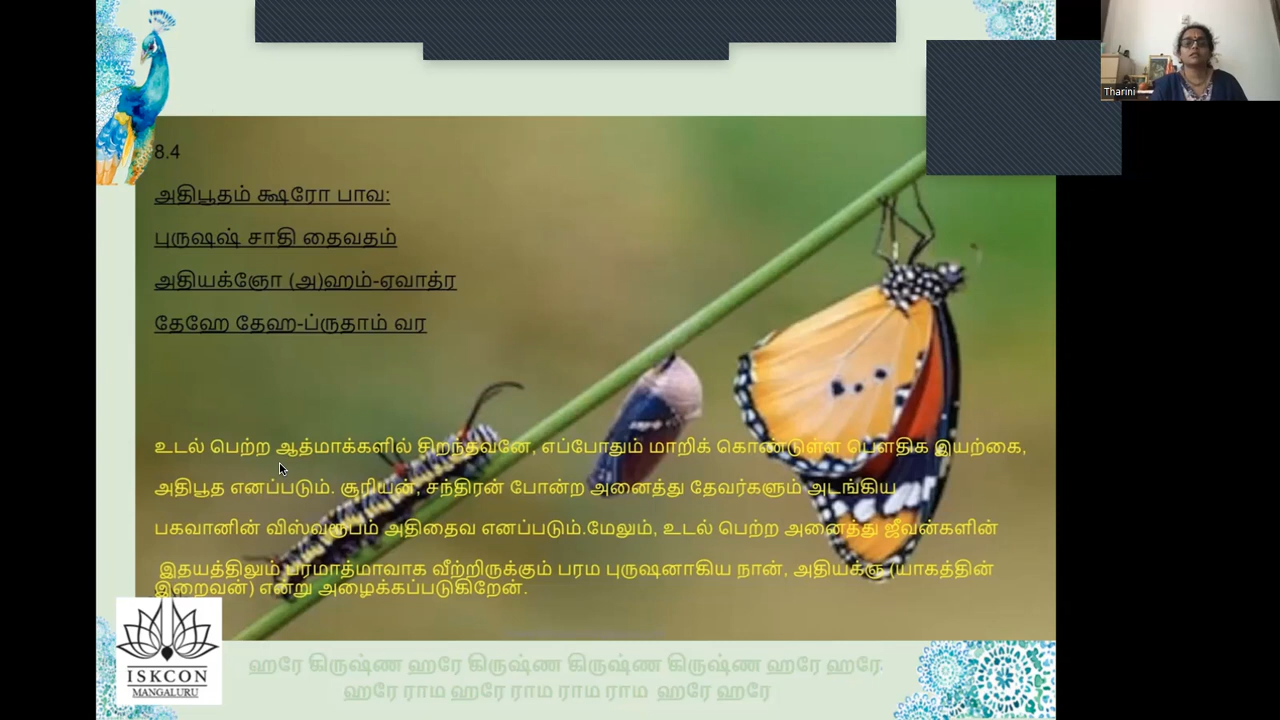 Tharini
8.4
அதிபூதம் க்ஷரோ பாவ:
புருஷஷ் சாதி தைவதம்
அதியக்ஞோ (அ)ஹம்-ஏவாத்ர
தேஹே தேஹ-ப்ருதாம் வர
உடல் பெற்ற ஆத்மாக்களில் சிறந்தவனே, எப்போதும் மாறிக் கொண்டுள்ள பௌதிக இயற்கை,
அதிபூத எனப்படும். சூரியன், சந்திரன் போன்ற அனைத்து தேவர்களும் அடங்கிய
பகவானின் விஸ்வரூபம் அதிதைவ எனப்படும்.மேலும், உடல் பெற்ற அனைத்து ஜீவன்களின்
இதயத்திலும் பரமாத்மாவாக வீற்றிருக்கும் பரம புருஷனாகிய நான், அதியக்ஞ (யாகத்தின்
இறைவன்) என்று அழைக்கப்படுகிறேன்.
ISKCON
MANGALURU
ஹரே கிருஷ்ண ஹரே கிருஷ்ண கிருஷ்ண கிருஷ்ண ஹரே ஹரே
ஹரே ராம ஹரே ராம ராம ராம ஹரே ஹரே